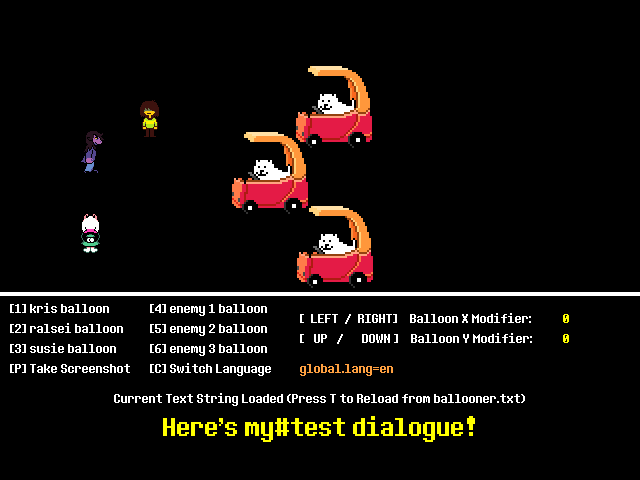 [1] kris balloon [4] enemy 1 balloon
[ LEFT / RIGHT] Balloon X Modifier: 0
[2] ralsei balloon [5] enemy 2 balloon
[ UP / DOWN ] Balloon Y Modifier: 0
[3] susie balloon [6] enemy 3 balloon
[P] Take Screenshot [C] Switch Language global.lang=en
Current Text String Loaded (Press T to Reload from ballooner.txt)
Here's my#test dialogue!